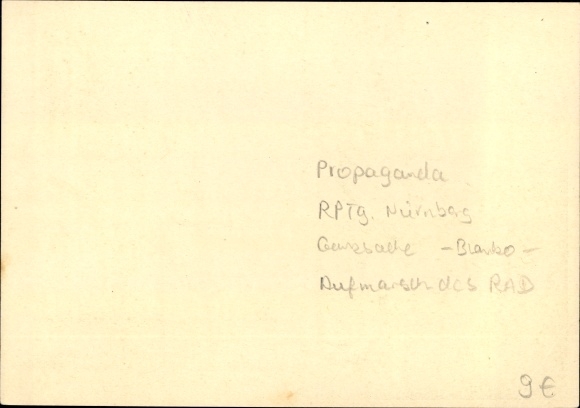 Propaganda
RPTg. Nürnberg
Ganzsache -Blanko-
Aufmarsch des RAD
9€